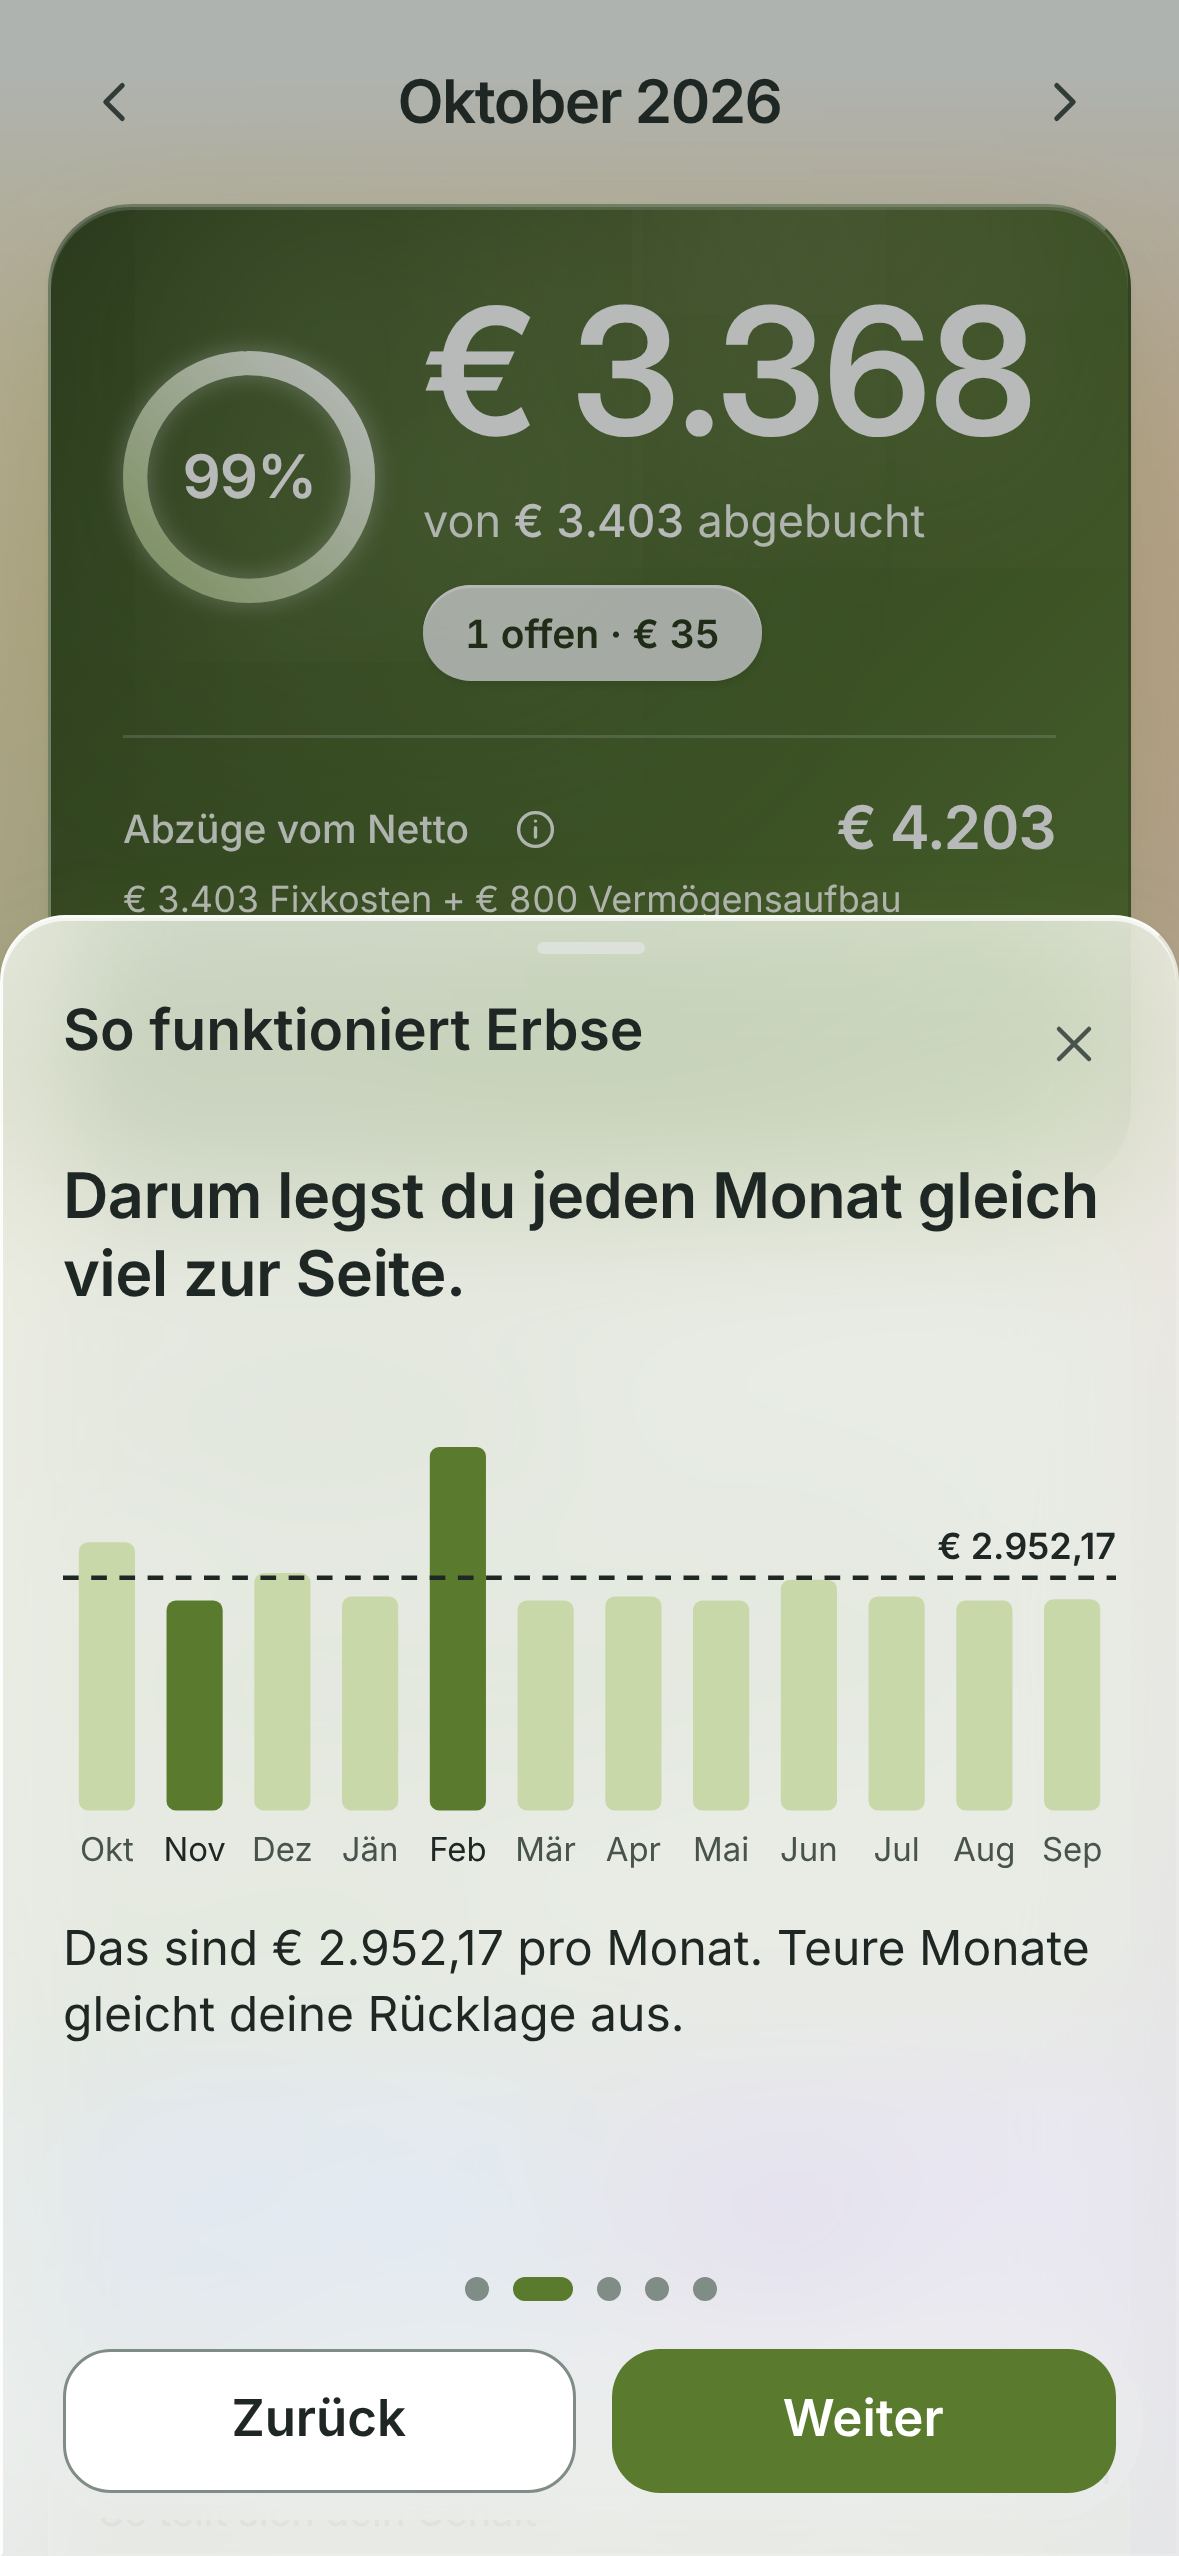 Oktober 2026
€ 3.368
99%
von € 3.403 abgebucht
1 offen · € 35
Abzüge vom Netto
€ 4.203
€ 3.403 Fixkosten + € 800 Vermögensaufbau
So funktioniert Erbse
Darum legst du jeden Monat gleich
viel zur Seite.
€ 2.952,17
Okt Nov Dez Jän Feb Mär Apr Mai Jun Jul Aug Sep
Das sind € 2.952,17 pro Monat. Teure Monate
gleicht deine Rücklage aus.
Zurück
Weiter